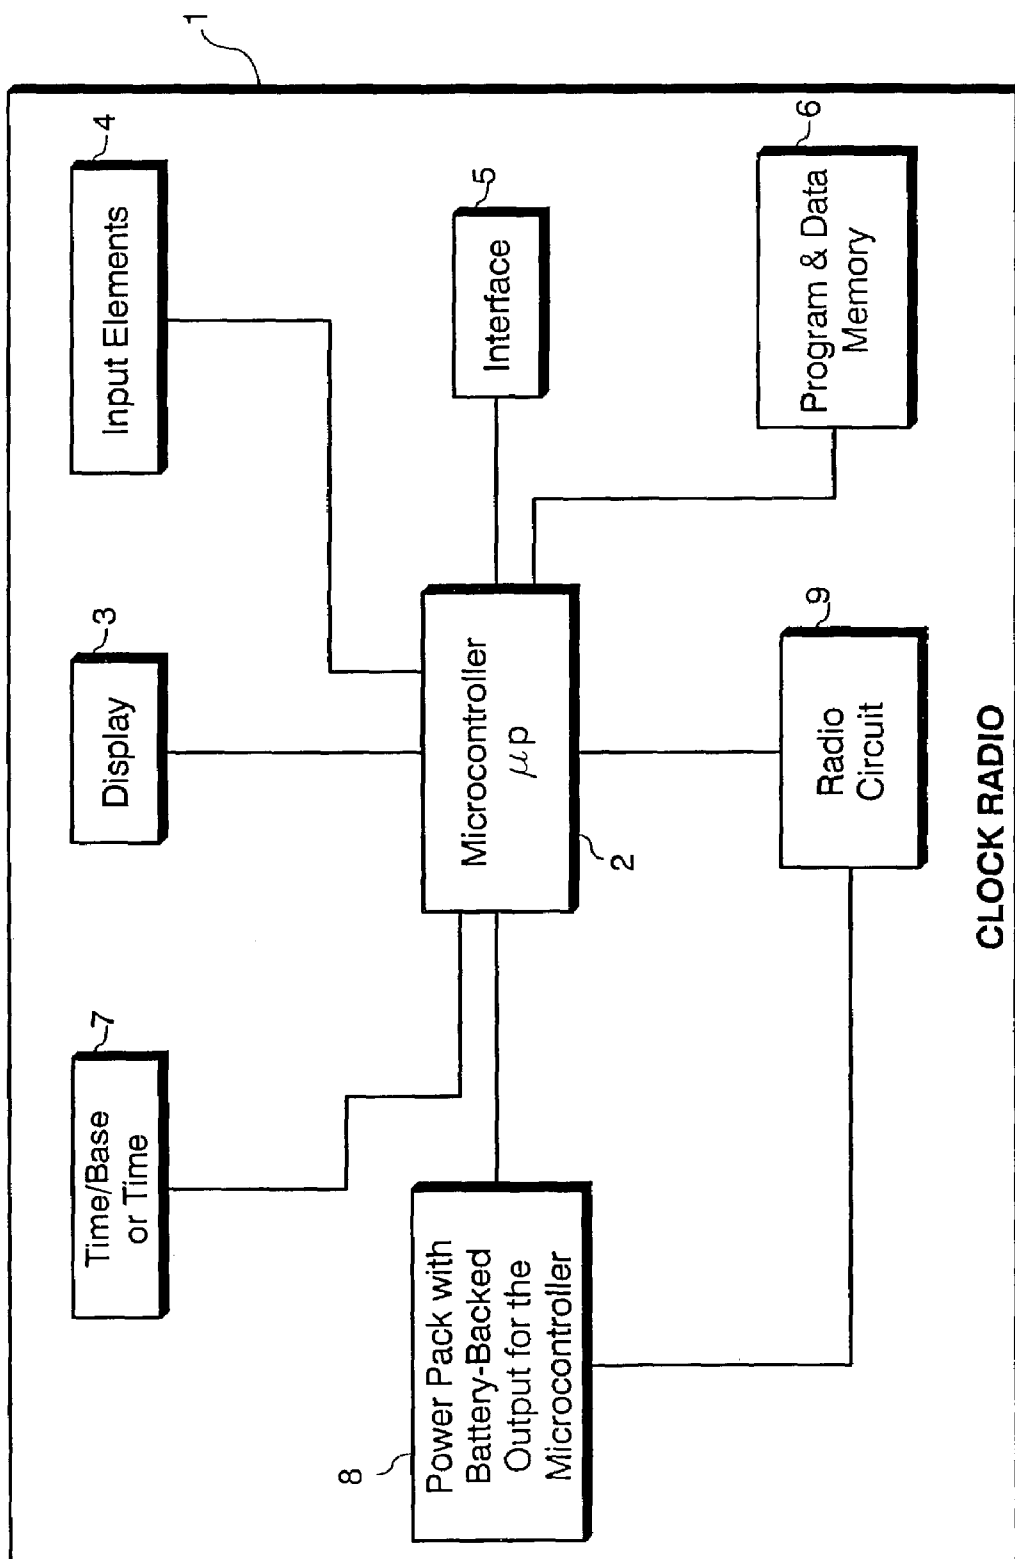 1
Time/Base
or Time
7
Display
3
Input Elements
4
Power Pack with
Battery-Backed
Output for the
Microcontroller
8
Microcontroller
μp
2
Interface
5
Radio
Circuit
9
Program & Data
Memory
6
CLOCK RADIO